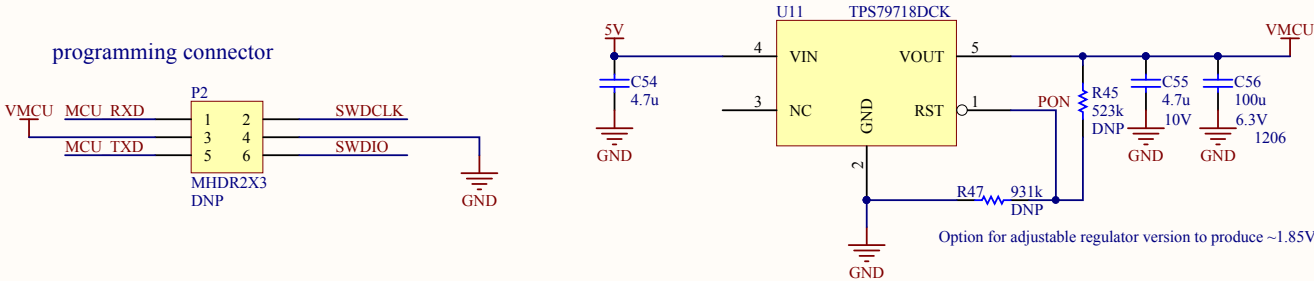 programming connector
P2
VMCU
MCU_RXD
1 2
SWDCLK
3 4
MCU_TXD
5 6
SWDIO
MHDR2X3
DNP
GND
U11
TPS79718DCK
5V
4
VIN
VOUT
5
VMCU
C54
4.7u
GND
3
NC
GND
RST
1
PON
2
R45
523k
DNP
C55
4.7u
10V
GND
C56
100u
6.3V
1206
GND
R47
931k
DNP
GND
Option for adjustable regulator version to produce ~1.85V